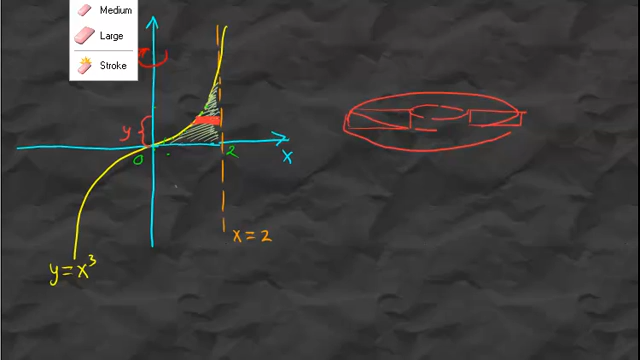 Medium
Large
Stroke
y
0
2
x
x = 2
y = x³